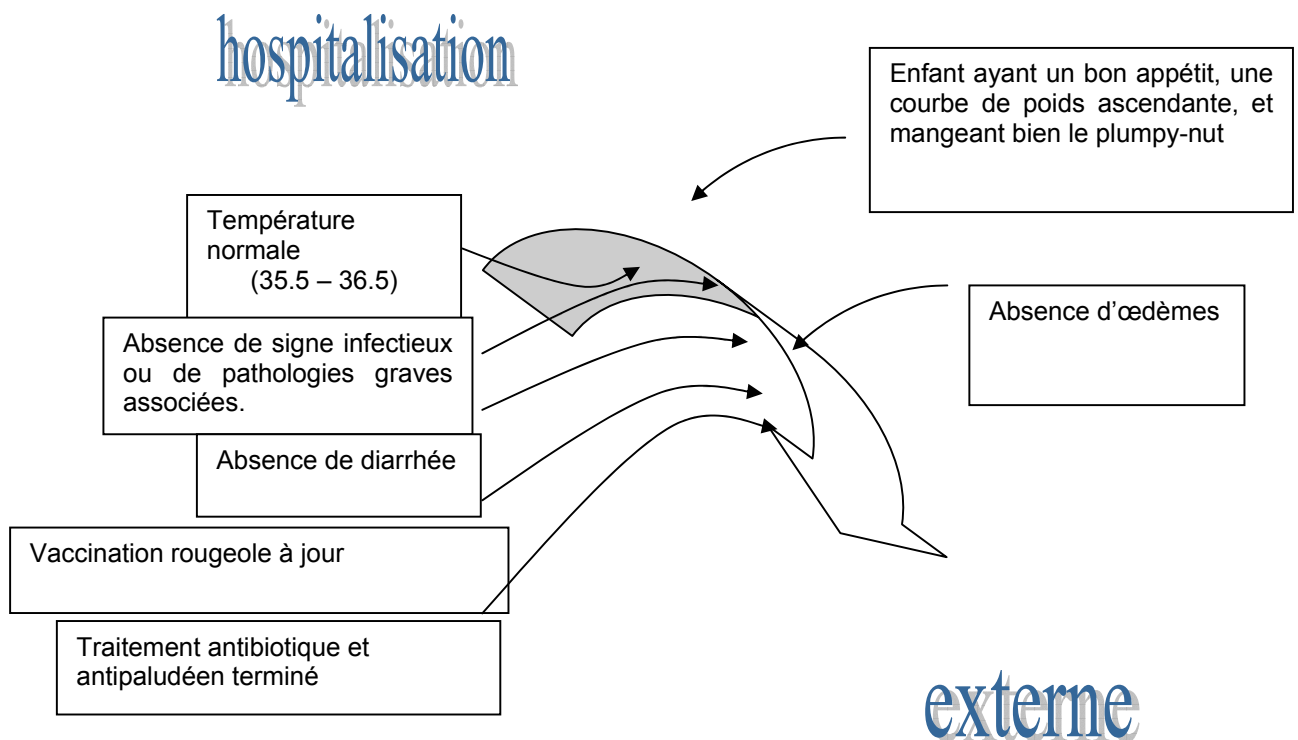 hospitalisation
Enfant ayant un bon appétit, une
courbe de poids ascendante, et
mangeant bien le plumpy-nut
Température
normale
(35.5 – 36.5)
Absence d’œdèmes
Absence de signe infectieux
ou de pathologies graves
associées.
Absence de diarrhée
Vaccination rougeole à jour
Traitement antibiotique et
antipaludéen terminé
externe